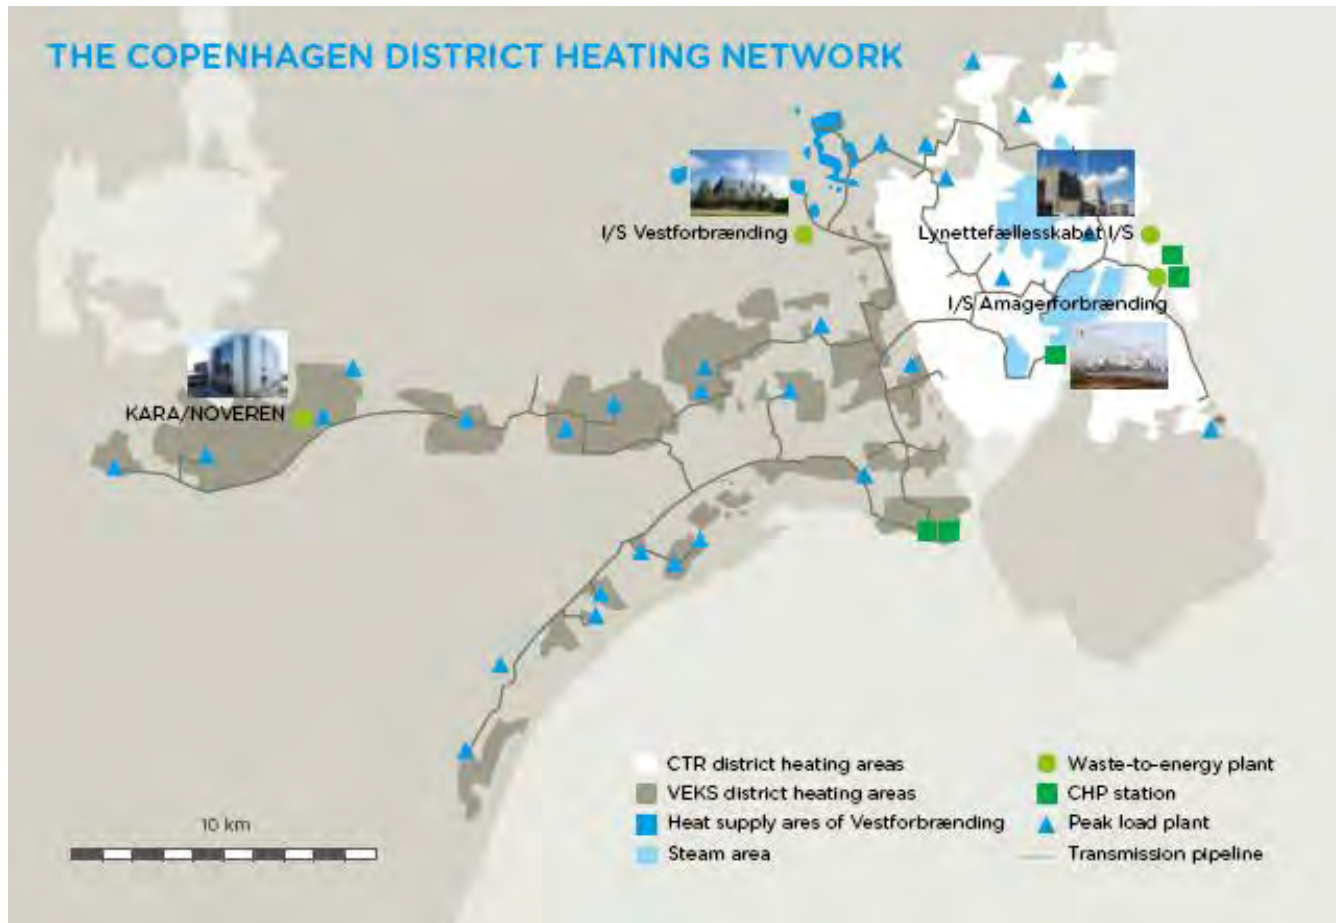 THE COPENHAGEN DISTRICT HEATING NETWORK
I/S Vestforbrænding
Lynettefællesskabet I/S
I/S Amagerforbrænding
KARA/NOVEREN
10 km
CTR district heating areas
VEKS district heating areas
Heat supply ares of Vestforbrænding
Steam area
Waste-to-energy plant
CHP station
Peak load plant
Transmission pipeline